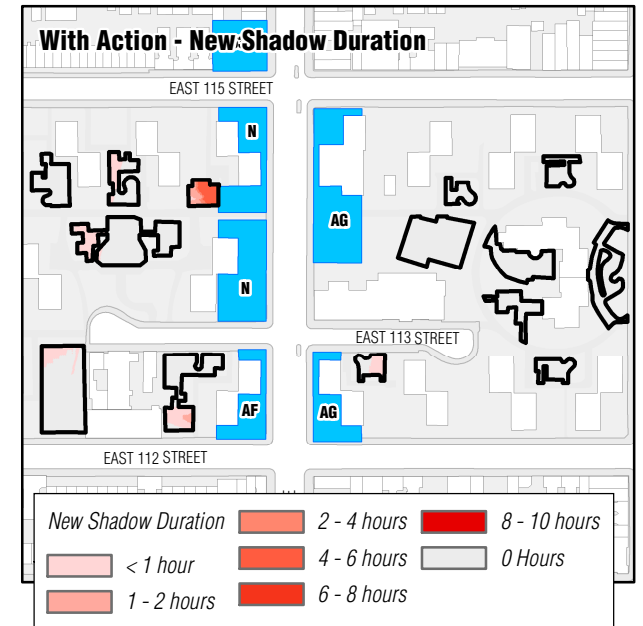 With Action - New Shadow Duration
EAST 115 STREET
N
AG
N
EAST 113 STREET
AF
AG
EAST 112 STREET
New Shadow Duration
< 1 hour
1 - 2 hours
2 - 4 hours
4 - 6 hours
6 - 8 hours
8 - 10 hours
0 Hours